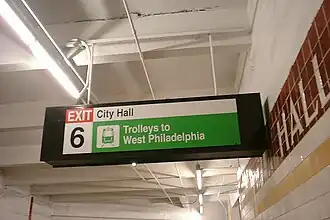 EXIT City Hall
6
Trolleys to
West Philadelphia
HALL